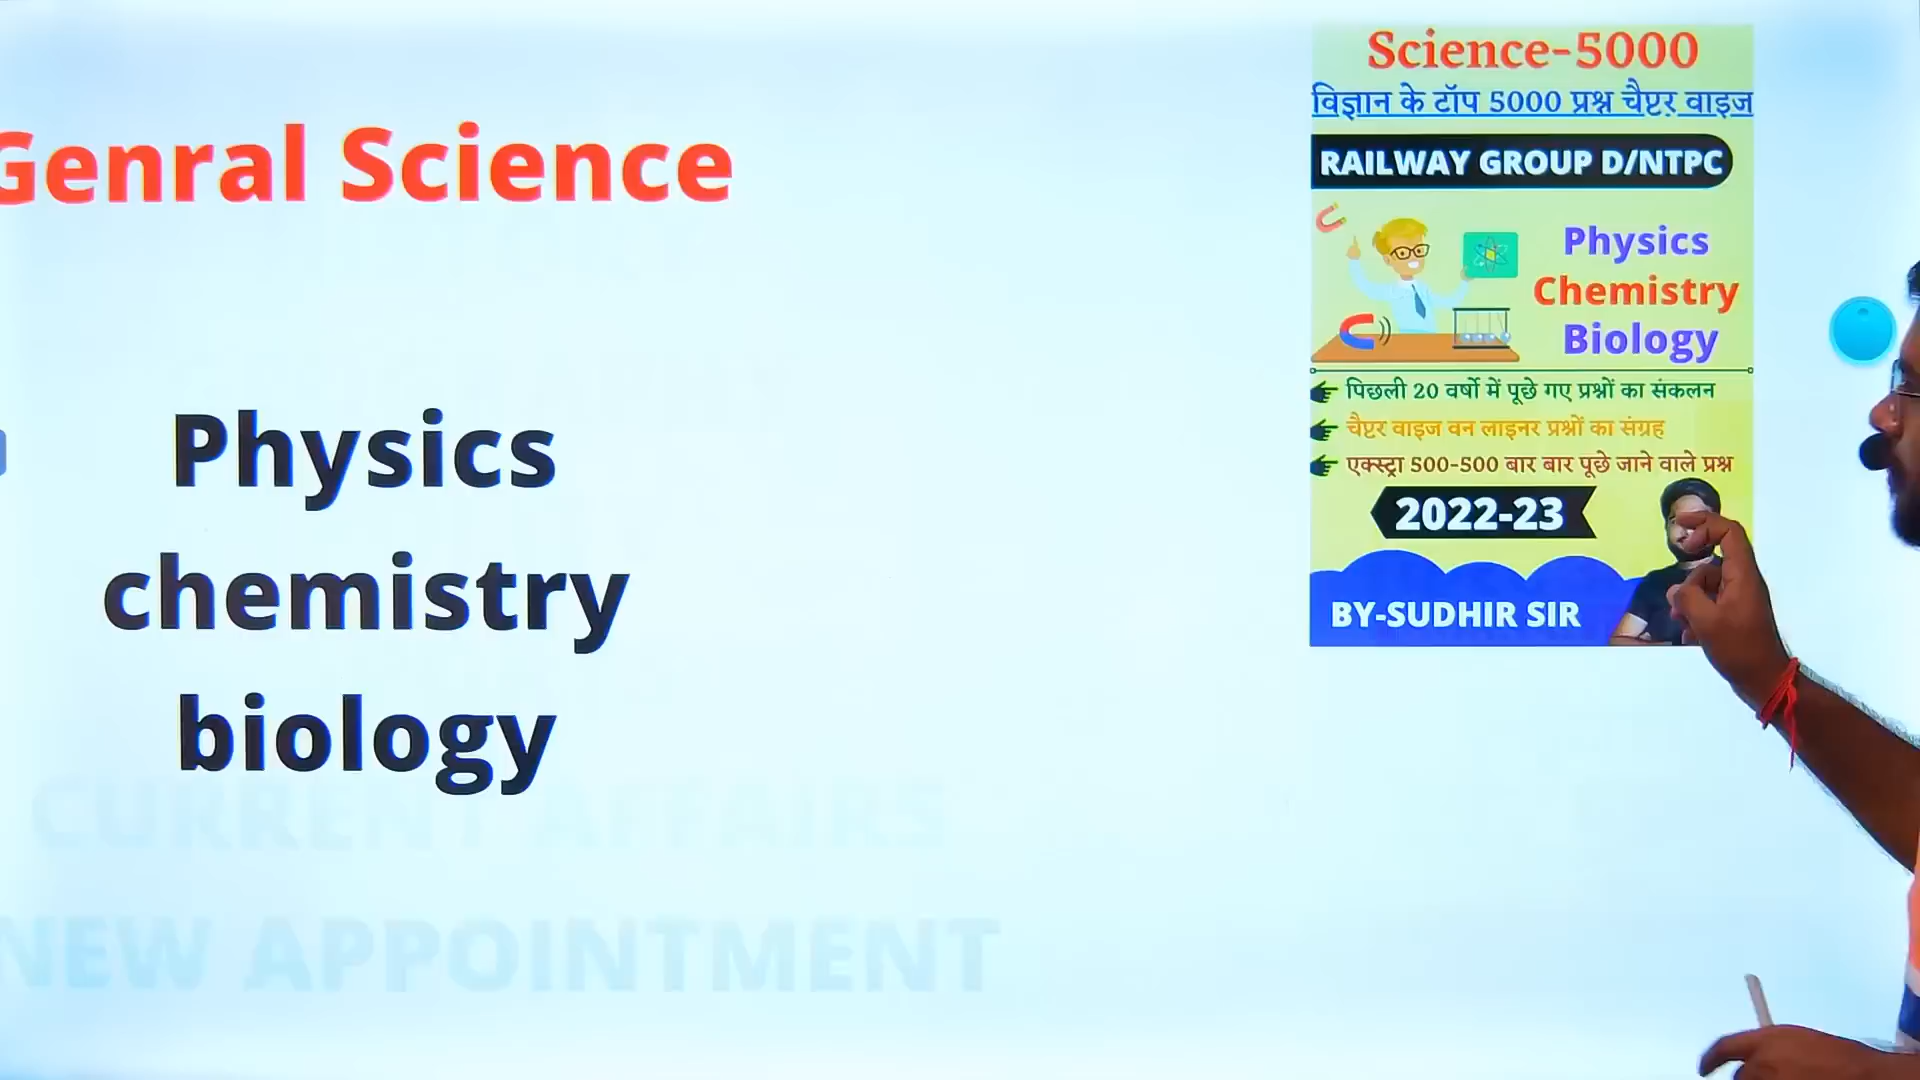 Genral Science
Physics
chemistry
biology
CURRENT AFFAIRS
NEW APPOINTMENT
Science-5000
विज्ञान के टॉप 5000 प्रश्न चैप्टर वाइज
RAILWAY GROUP D/NTPC
Physics
Chemistry
Biology
पिछली 20 वर्षो में पूछे गए प्रश्नों का संकलन
चैप्टर वाइज वन लाइनर प्रश्नों का संग्रह
एक्स्ट्रा 500-500 बार बार पूछे जाने वाले प्रश्न
2022-23
BY-SUDHIR SIR